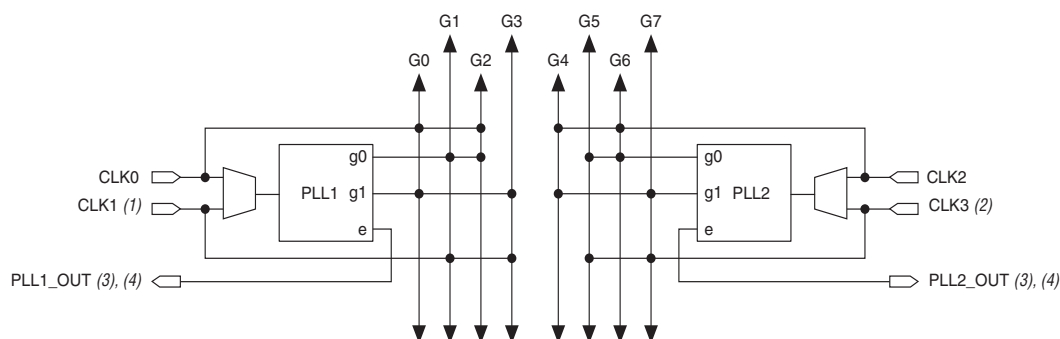 G1
G3
G5
G7
G0
G2
G4
G6
g0
g0
CLK0
CLK2
PLL1
g1
g1
PLL2
CLK1 (1)
CLK3 (2)
e
e
PLL1_OUT (3), (4)
PLL2_OUT (3), (4)